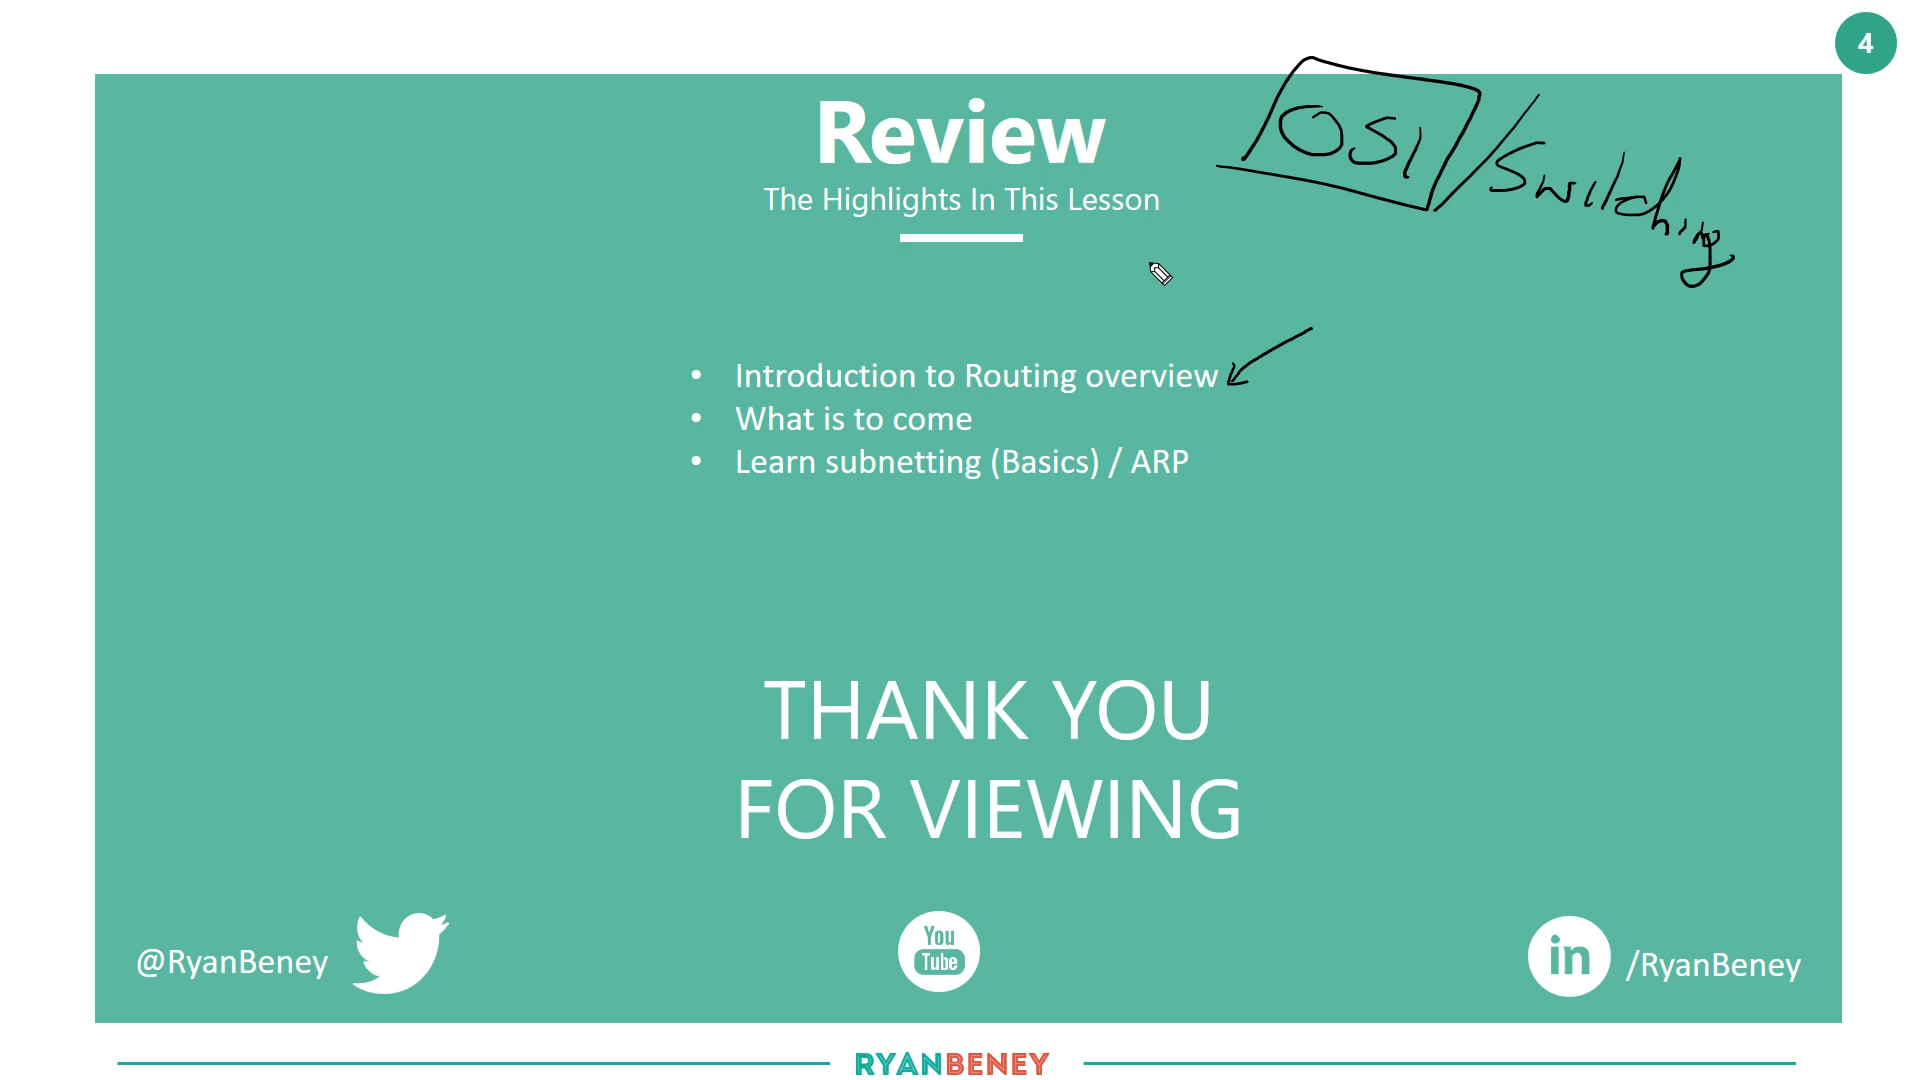 4
Review
OSI / Switching
The Highlights In This Lesson
• Introduction to Routing overview
• What is to come
• Learn subnetting (Basics) / ARP
THANK YOU
FOR VIEWING
@RyanBeney
You
Tube
in /RyanBeney
RYANBENEY